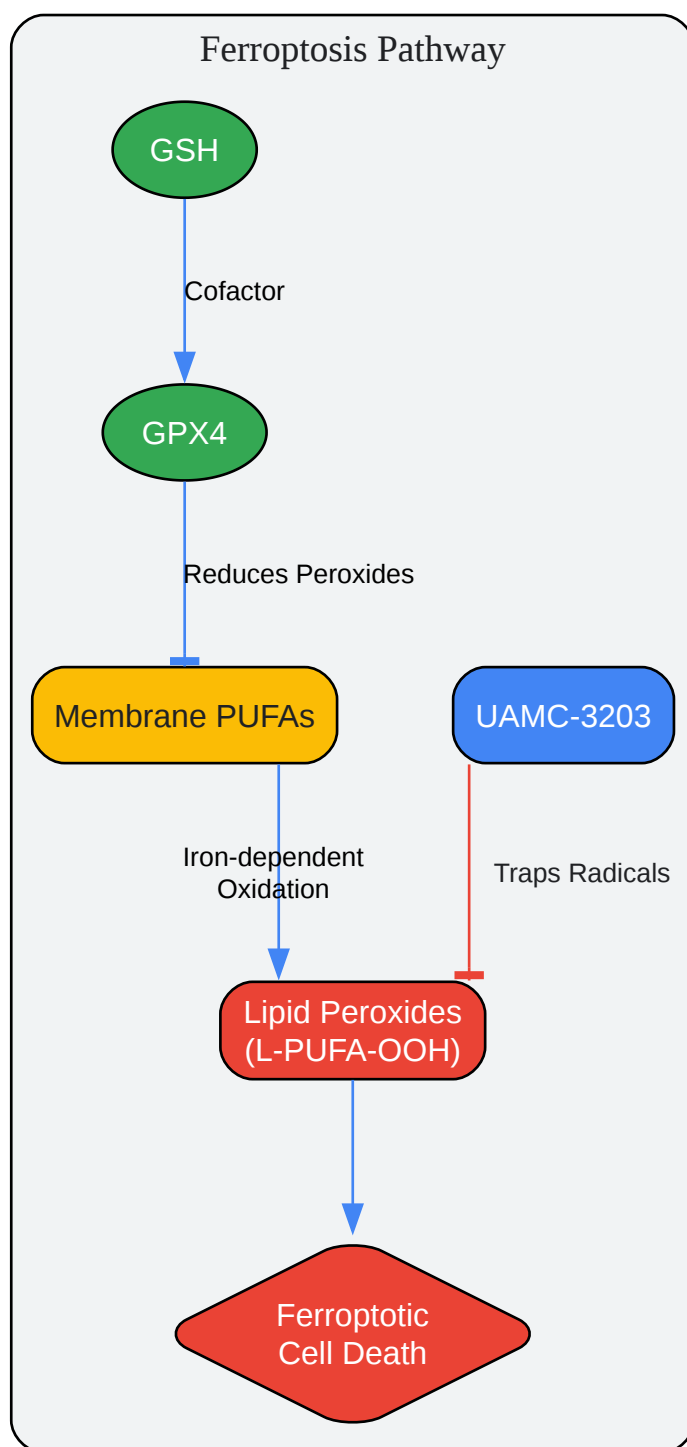 Ferroptosis Pathway
GSH
Cofactor
GPX4
Reduces Peroxides
Membrane PUFAs
UAMC-3203
Iron-dependent
Oxidation
Traps Radicals
Lipid Peroxides
(L-PUFA-OOH)
Ferroptotic
Cell Death